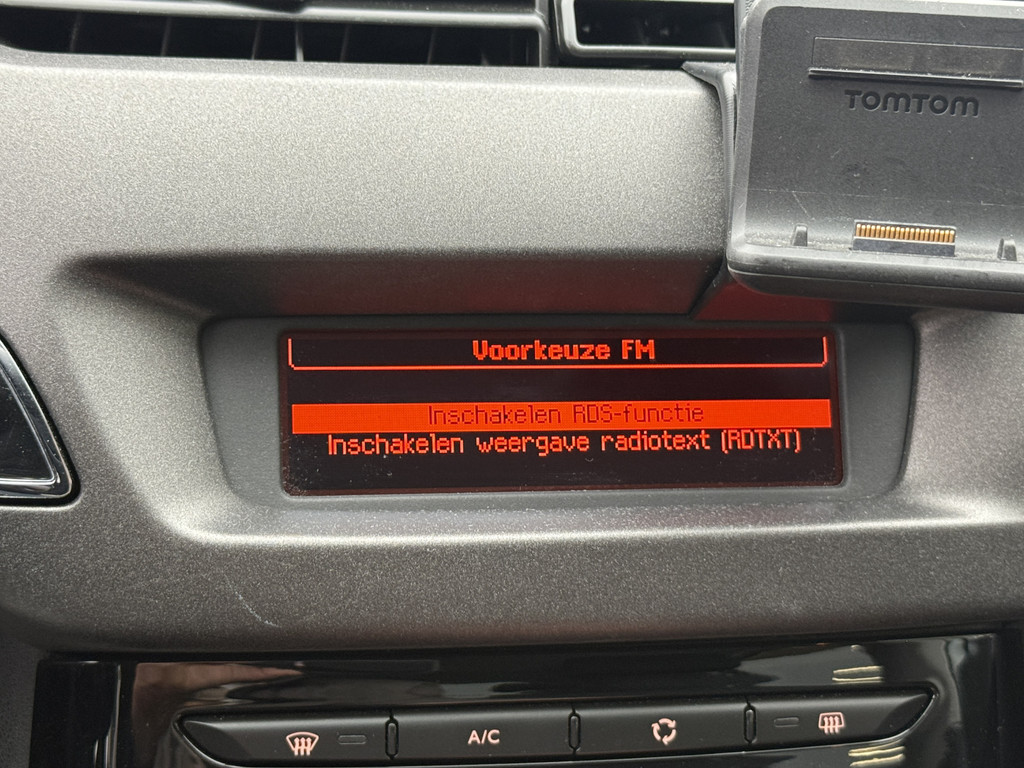 TOMTOM
Voorkeuze FM
Inschakelen RDS-functie
Inschakelen weergave radiotext (RDTXT)
A/C